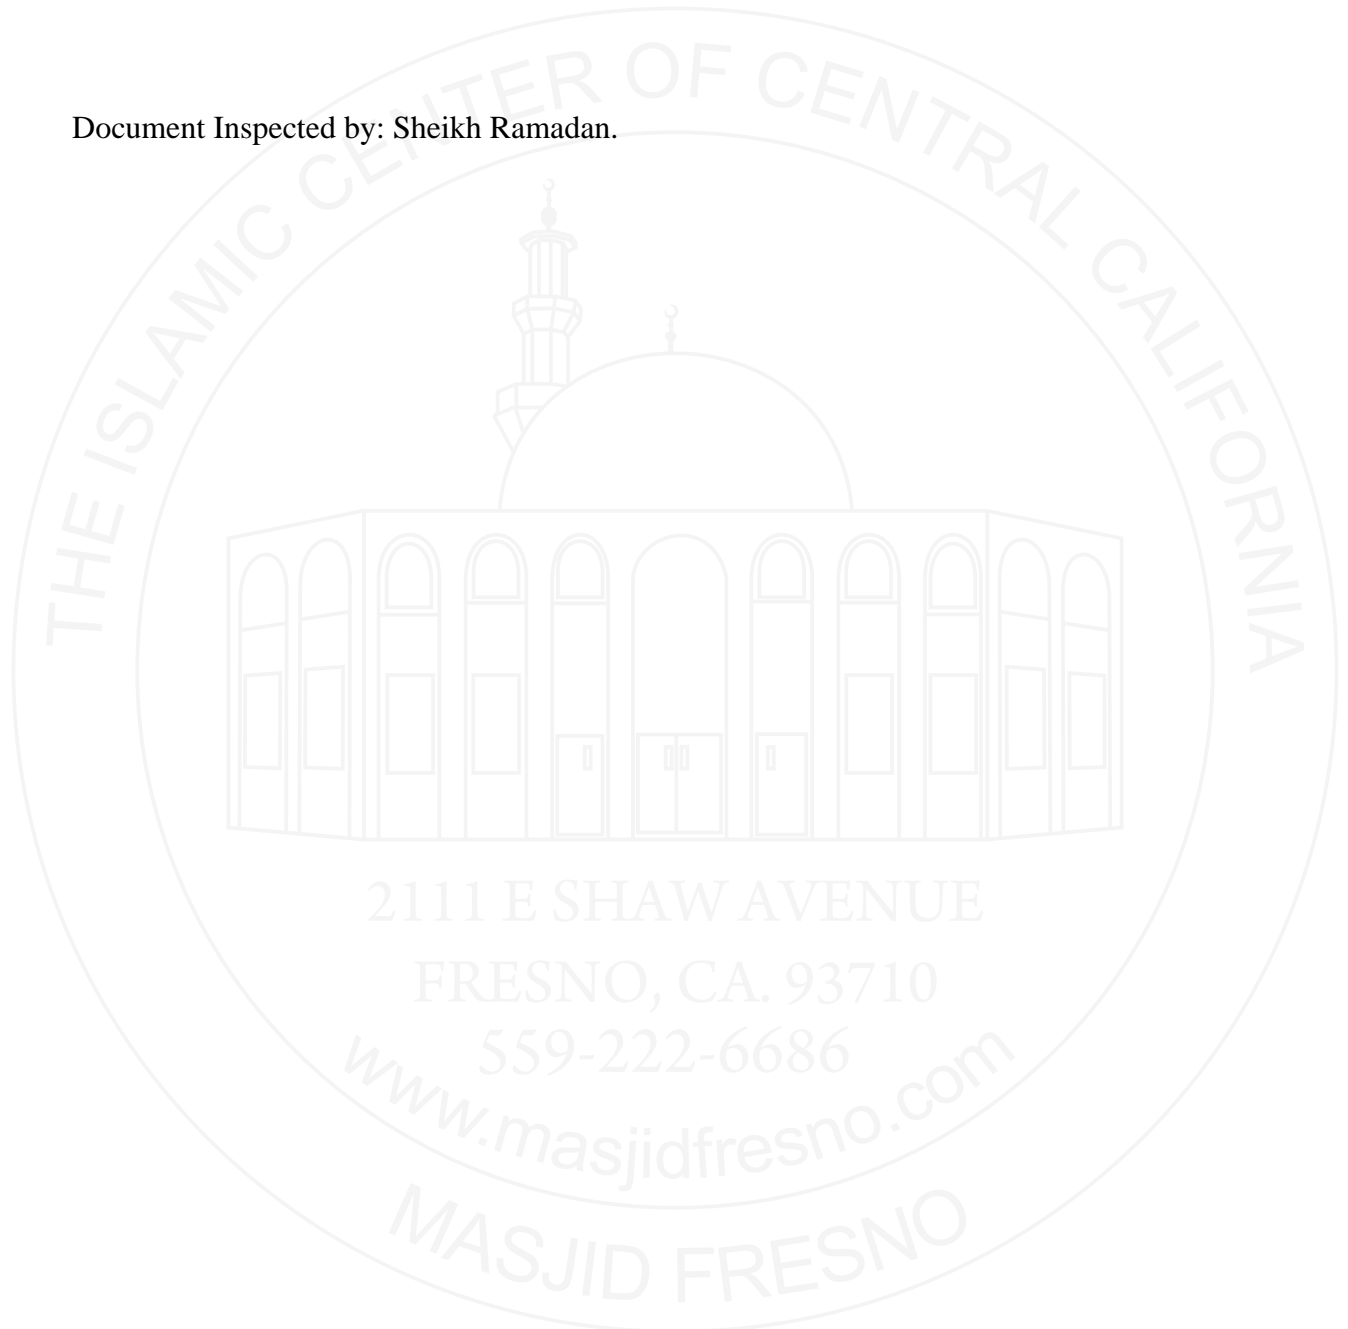 Document Inspected by: Sheikh Ramadan.
THE ISLAMIC CENTER OF CENTRAL CALIFORNIA
2111 E SHAW AVENUE
FRESNO, CA. 93710
559-222-6686
www.masjidfresno.com
MASJID FRESNO